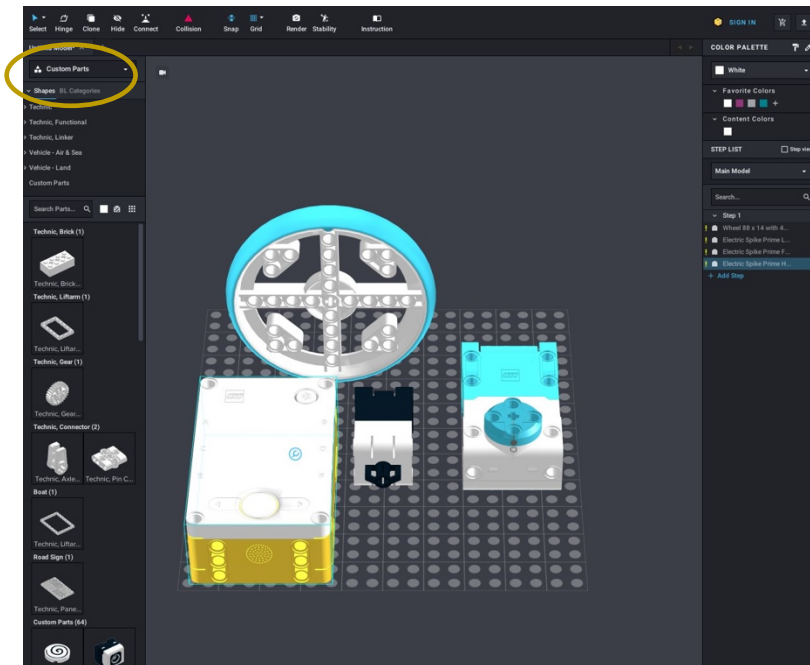 Select Hinge Clone Hide Connect Collision Snap Grid Render Stability Instruction
SIGN IN
Untitled Model*
COLOR PALETTE
Custom Parts
White
Shapes BL Categories
Favorite Colors
Technic
Technic, Functional
Technic, Linker
Vehicle - Air & Sea
Vehicle - Land
Custom Parts
Content Colors
STEP LIST
Step view
Main Model
Search Parts...
Search...
Technic, Brick (1)
Technic, Brick...
Technic, Liftarm (1)
Technic, Liftar...
Technic, Gear (1)
Technic, Gear...
Technic, Connector (2)
Technic, Axle... Technic, Pin C...
Boat (1)
Technic, Liftar...
Road Sign (1)
Technic, Pane...
Custom Parts (64)
Step 1
Wheel 88 x 14 with 4...
Electric Spike Prime L...
Electric Spike Prime F...
Electric Spike Prime H...
+ Add Step